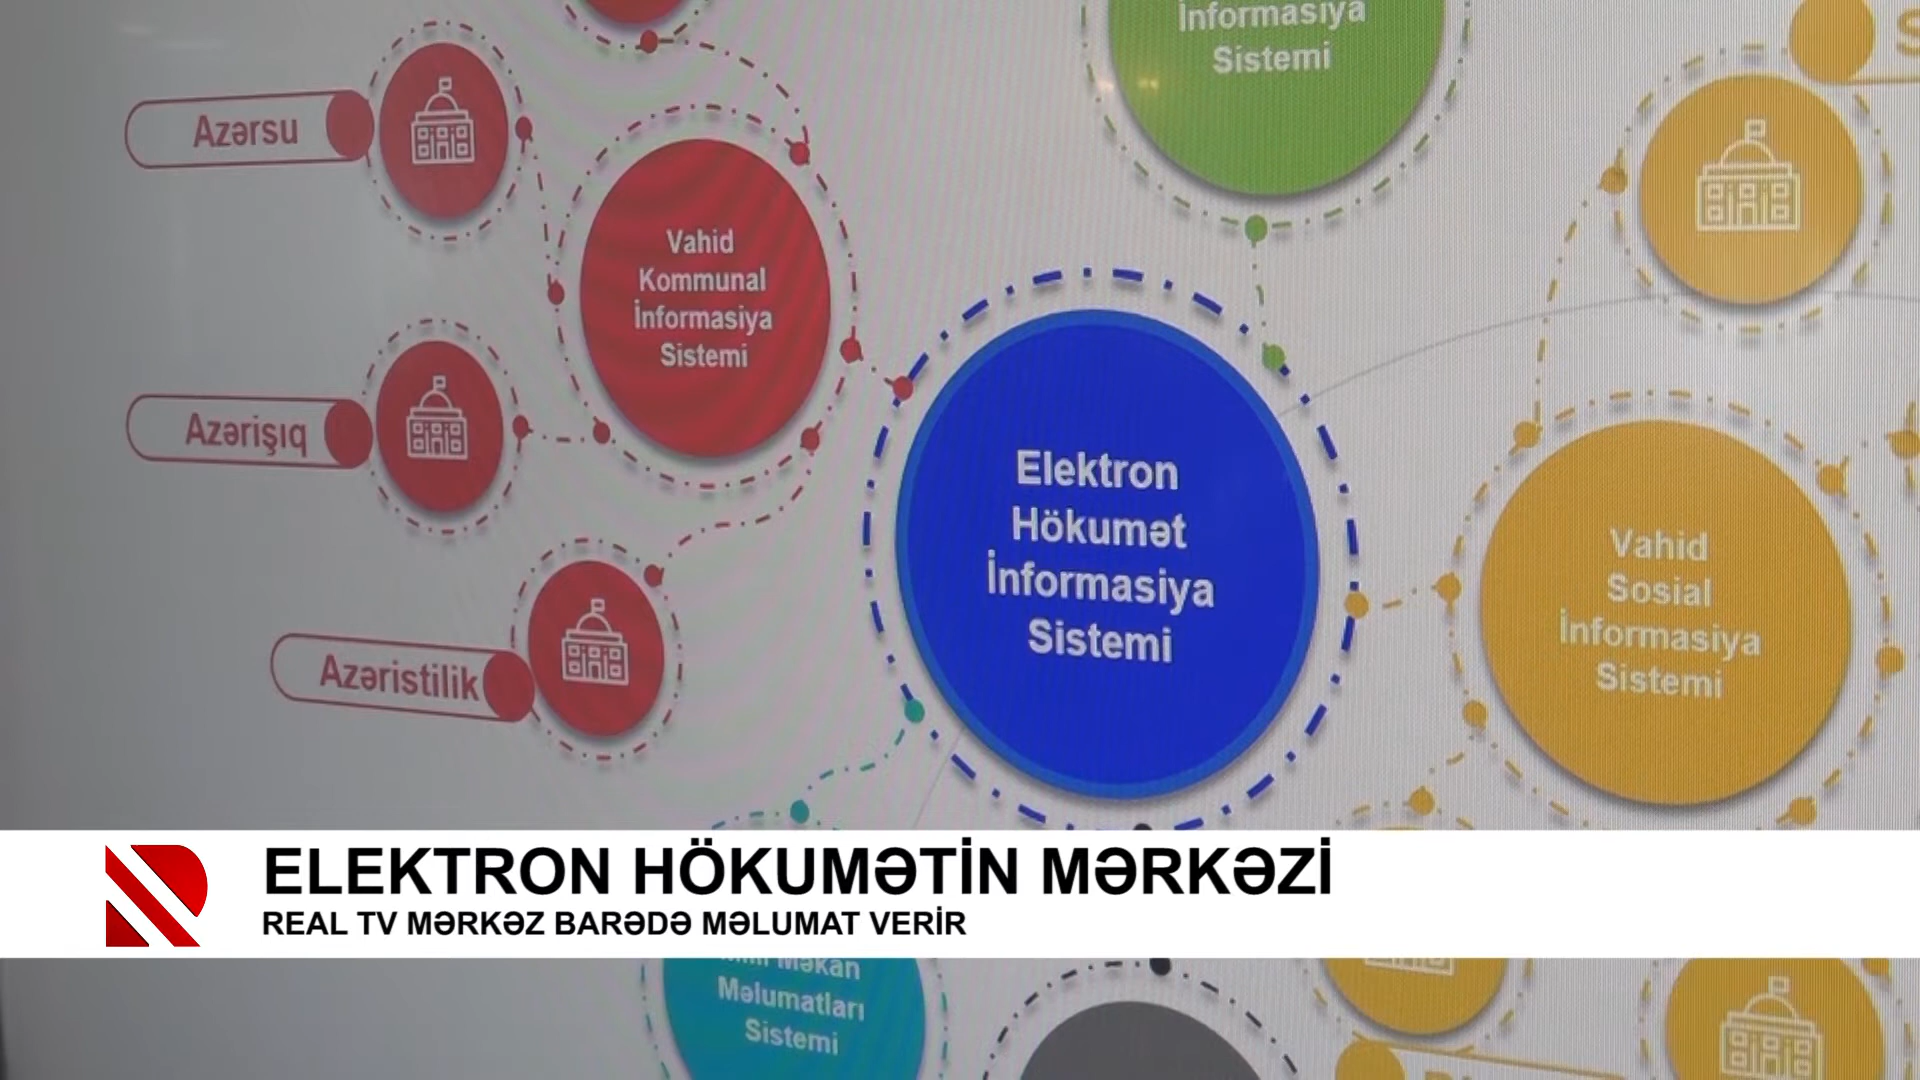 İnformasiya
Sistemi
Azərsu
Vahid
Kommunal
İnformasiya
Sistemi
Azərişıq
Elektron
Hökumət
İnformasiya
Sistemi
Vahid
Sosial
İnformasiya
Sistemi
Azəristilik
ELEKTRON HÖKUMƏTİN MƏRKƏZİ
REAL TV MƏRKƏZ BARƏDƏ MƏLUMAT VERİR
Məkan
Məlumatları
Sistemi